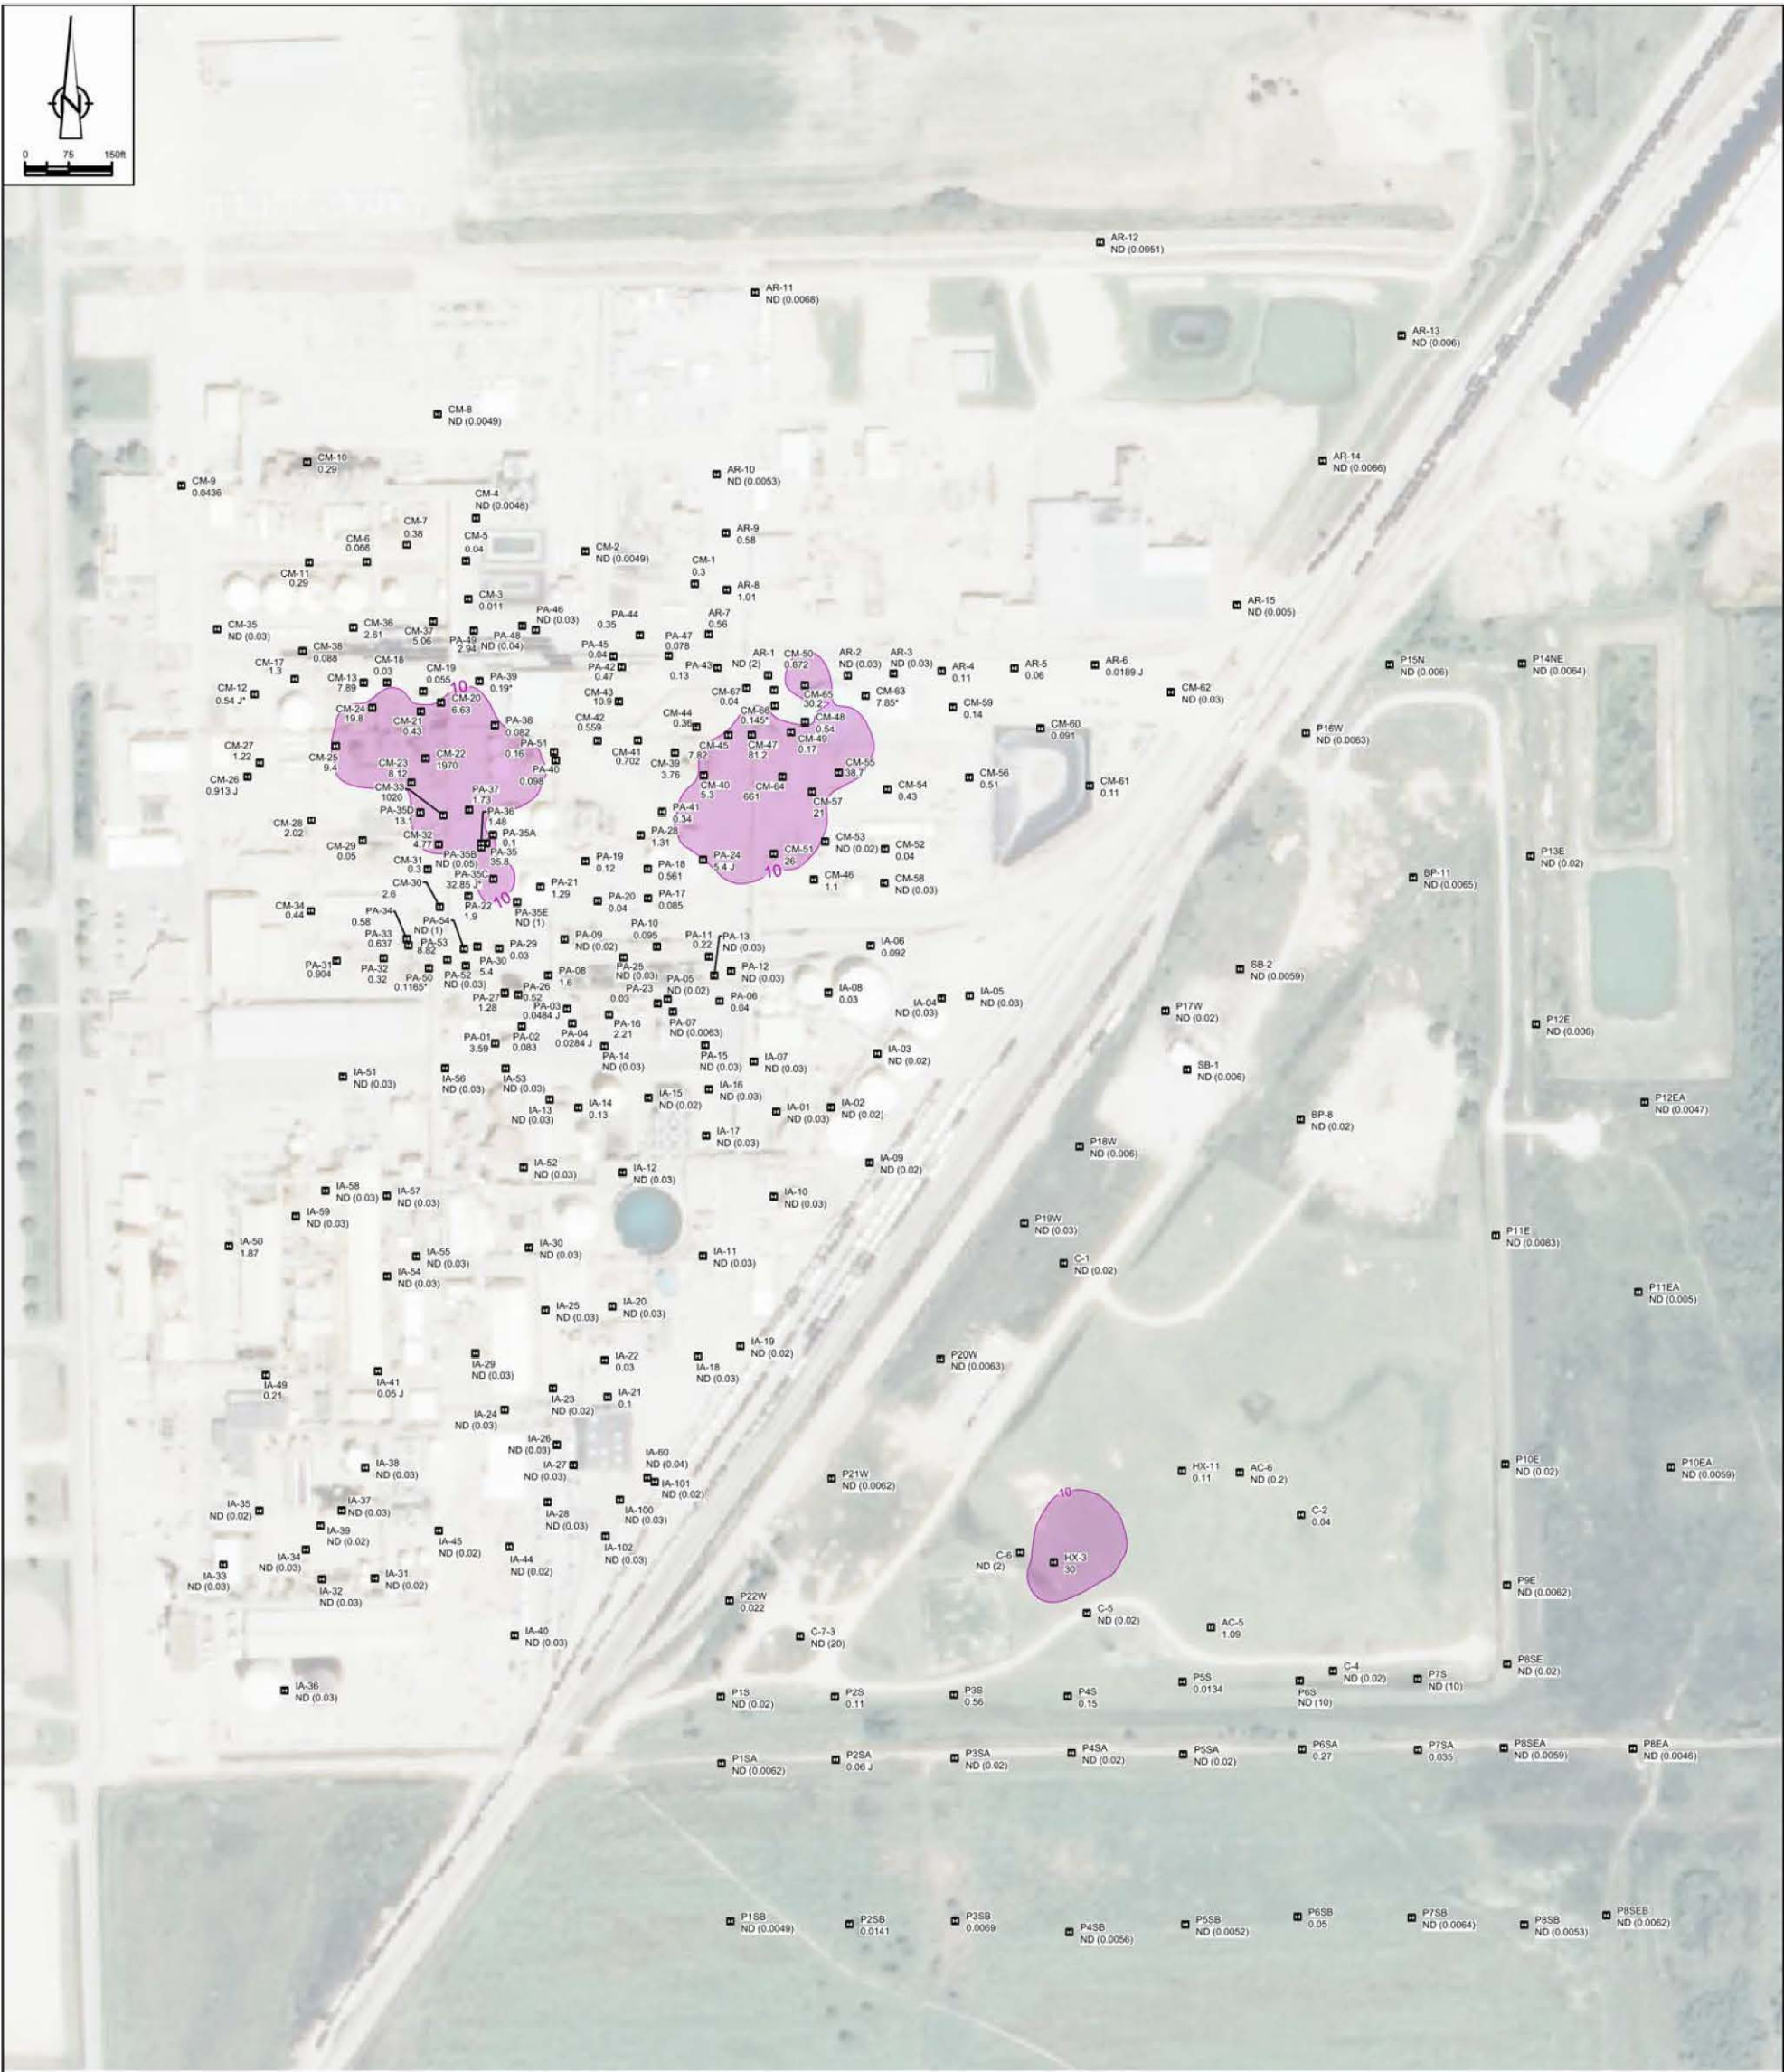 N
0 75 150ft
AR-12
ND (0.0051)
AR-11
ND (0.0068)
AR-13
ND (0.006)
CM-8
ND (0.0049)
CM-10
0.29
CM-9
0.0436
AR-10
ND (0.0053)
AR-14
ND (0.0066)
CM-4
ND (0.0048)
CM-7
0.38
CM-6
0.066
CM-5
0.04
AR-9
0.58
CM-2
ND (0.0049)
CM-1
0.3
CM-11
0.29
AR-8
1.01
CM-3
0.011
AR-15
ND (0.005)
PA-46
ND (0.03)
PA-44
0.35
AR-7
0.56
CM-35
ND (0.03)
CM-36
2.61
CM-37
5.06
PA-49
2.94
PA-48
ND (0.04)
PA-45
0.04
PA-47
0.078
CM-38
0.088
CM-17
1.3
CM-18
0.03
CM-13
7.89
CM-19
0.055
PA-42
0.47
PA-43
0.13
AR-1
ND (2)
CM-50
0.872
AR-2
ND (0.03)
AR-3
ND (0.03)
AR-4
0.11
AR-5
0.06
AR-6
0.0189 J
P15N
ND (0.006)
P14NE
ND (0.0064)
CM-12
0.54 J*
10
PA-39
0.19*
CM-20
6.63
CM-43
10.9
CM-67
0.04
CM-65
30.2*
CM-63
7.85*
CM-62
ND (0.03)
CM-24
19.8
CM-21
0.43
CM-66
0.145*
CM-59
0.14
PA-38
0.082
CM-42
0.559
CM-44
0.36
CM-48
0.54
CM-49
0.17
CM-60
0.091
P16W
ND (0.0063)
CM-27
1.22
CM-25
9.4
CM-22
1970
PA-51
0.16
CM-41
0.702
CM-45
7.82
CM-47
81.2
CM-26
0.913 J
CM-23
8.12
PA-40
0.098
CM-39
3.76
CM-40
5.3
CM-64
661
CM-55
38.7
CM-54
0.43
CM-56
0.51
CM-61
0.11
CM-33
1020
PA-37
1.73
CM-57
21
PA-35D
13.1
PA-36
1.48
PA-41
0.34
CM-28
2.02
CM-32
4.77
PA-35A
0.1
PA-28
1.31
CM-53
ND (0.02)
CM-52
0.04
CM-29
0.05
PA-35B
ND (0.05)
PA-35
35.8
PA-19
0.12
PA-24
5.4 J
CM-51
26
P13E
ND (0.02)
CM-31
0.3
PA-35C
32.85 J*
PA-18
0.561
10
CM-46
1.1
CM-58
ND (0.03)
BP-11
ND (0.0065)
CM-30
2.6
PA-21
1.29
PA-20
0.04
PA-17
0.085
10
CM-34
0.44
PA-34
0.58
PA-22
1.9
PA-35E
ND (1)
PA-54
ND (1)
PA-33
0.637
PA-53
8.82
PA-29
0.03
PA-09
ND (0.02)
PA-10
0.095
PA-11
0.22
PA-13
ND (0.03)
IA-06
0.092
PA-31
0.904
PA-32
0.32
PA-50
0.1165*
PA-52
ND (0.03)
PA-30
5.4
PA-08
1.6
PA-25
ND (0.03)
PA-12
ND (0.03)
SB-2
ND (0.0059)
PA-27
1.28
PA-26
0.52
PA-23
0.03
PA-05
ND (0.02)
PA-06
0.04
IA-08
0.03
IA-04
ND (0.03)
IA-05
ND (0.03)
PA-03
0.0484 J
PA-16
2.21
PA-07
ND (0.0063)
P17W
ND (0.02)
P12E
ND (0.006)
PA-01
3.59
PA-02
0.083
PA-04
0.0284 J
PA-14
ND (0.03)
PA-15
ND (0.03)
IA-07
ND (0.03)
IA-03
ND (0.02)
SB-1
ND (0.006)
IA-51
ND (0.03)
IA-56
ND (0.03)
IA-53
ND (0.03)
IA-13
ND (0.03)
IA-14
0.13
IA-15
ND (0.02)
IA-16
ND (0.03)
IA-01
ND (0.03)
IA-02
ND (0.02)
BP-8
ND (0.02)
P12EA
ND (0.0047)
IA-17
ND (0.03)
P18W
ND (0.006)
IA-52
ND (0.03)
IA-12
ND (0.03)
IA-09
ND (0.02)
IA-58
ND (0.03)
IA-57
ND (0.03)
IA-10
ND (0.03)
IA-59
ND (0.03)
P19W
ND (0.03)
IA-50
1.87
IA-55
ND (0.03)
IA-30
ND (0.03)
IA-11
ND (0.03)
C-1
ND (0.02)
P11E
ND (0.0083)
IA-54
ND (0.03)
P11EA
ND (0.005)
IA-25
ND (0.03)
IA-20
ND (0.03)
IA-29
ND (0.03)
IA-22
0.03
IA-18
ND (0.03)
IA-19
ND (0.02)
P20W
ND (0.0063)
IA-49
0.21
IA-41
0.05 J
IA-23
ND (0.02)
IA-21
0.1
IA-24
ND (0.03)
IA-26
ND (0.03)
IA-38
ND (0.03)
IA-27
ND (0.03)
IA-60
ND (0.04)
IA-101
ND (0.02)
P21W
ND (0.0062)
HX-11
0.11
AC-6
ND (0.2)
P10E
ND (0.02)
P10EA
ND (0.0059)
10
IA-35
ND (0.02)
IA-37
ND (0.03)
IA-28
ND (0.03)
IA-100
ND (0.03)
C-2
0.04
IA-39
ND (0.02)
IA-45
ND (0.02)
IA-102
ND (0.03)
IA-34
ND (0.03)
IA-44
ND (0.02)
C-6
ND (2)
HX-3
30
IA-33
ND (0.03)
IA-32
ND (0.03)
IA-31
ND (0.02)
P9E
ND (0.0062)
P22W
0.022
C-5
ND (0.02)
AC-5
1.09
IA-40
ND (0.03)
C-7-3
ND (20)
IA-36
ND (0.03)
C-4
ND (0.02)
P8SE
ND (0.02)
P1S
ND (0.02)
P2S
0.11
P3S
0.56
P4S
0.15
P5S
0.0134
P6S
ND (10)
P7S
ND (10)
P1SA
ND (0.0062)
P2SA
0.06 J
P3SA
ND (0.02)
P4SA
ND (0.02)
P5SA
ND (0.02)
P6SA
0.27
P7SA
0.035
P8SEA
ND (0.0059)
P8EA
ND (0.0046)
P1SB
ND (0.0049)
P2SB
0.0141
P3SB
0.0069
P4SB
ND (0.0056)
P5SB
ND (0.0052)
P6SB
0.05
P7SB
ND (0.0064)
P8SB
ND (0.0053)
P8SEB
ND (0.0062)